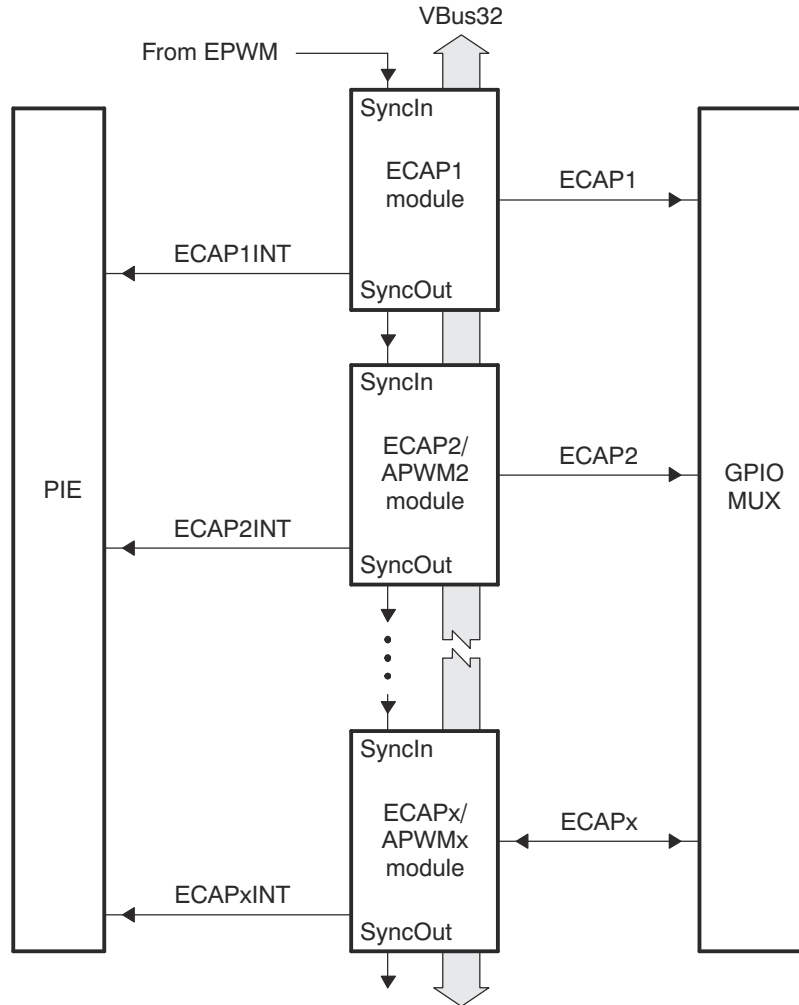 VBus32
From EPWM
SyncIn
ECAP1
module
ECAP1
ECAP1INT
SyncOut
SyncIn
ECAP2/
APWM2
module
ECAP2
PIE
GPIO
MUX
ECAP2INT
SyncOut
SyncIn
ECAPx/
APWMx
module
ECAPx
ECAPxINT
SyncOut